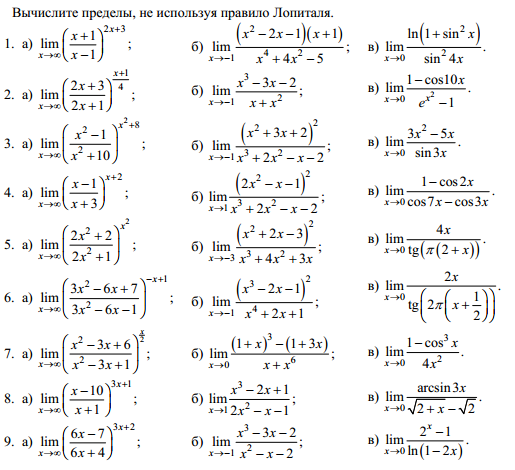 Вычислите пределы, не используя правило Лопиталя.
1. а) lim_{x→∞} ((x+1)/(x−1))^{2x+3}; б) lim_{x→−1} (x²−2x−1)(x+1)/(x⁴+4x²−5); в) lim_{x→0} ln(1+sin²x)/sin²4x.
2. а) lim_{x→∞} ((2x+3)/(2x+1))^{(x+1)/4}; б) lim_{x→−1} (x³−3x−2)/(x+x²); в) lim_{x→0} (1−cos10x)/(e^{x²}−1).
3. а) lim_{x→∞} ((x²−1)/(x²+10))^{x²+8}; б) lim_{x→−1} (x²+3x+2)²/(x³+2x²−x−2); в) lim_{x→0} (3x²−5x)/sin3x.
4. а) lim_{x→∞} ((x−1)/(x+3))^{x+2}; б) lim_{x→1} (2x²−x−1)²/(x³+2x²−x−2); в) lim_{x→0} (1−cos2x)/(cos7x−cos3x).
5. а) lim_{x→∞} ((2x²+2)/(2x²+1))^{x²}; б) lim_{x→−3} (x²+2x−3)²/(x³+4x²+3x); в) lim_{x→0} 4x/tg(π(2+x)).
6. а) lim_{x→∞} ((3x²−6x+7)/(3x²−6x−1))^{−x+1}; б) lim_{x→−1} (x³−2x−1)²/(x⁴+2x+1); в) lim_{x→0} 2x/tg(2π(x+1/2)).
7. а) lim_{x→∞} ((x²−3x+6)/(x²−3x+1))^{x/2}; б) lim_{x→0} ((1+x)³−(1+3x))/(x+x⁶); в) lim_{x→0} (1−cos³x)/(4x²).
8. а) lim_{x→∞} ((x−10)/(x+1))^{3x+1}; б) lim_{x→1} (x³−2x+1)/(2x²−x−1); в) lim_{x→0} arcsin3x/(√(2+x)−√2).
9. а) lim_{x→∞} ((6x−7)/(6x+4))^{3x+2}; б) lim_{x→−1} (x³−3x−2)/(x²−x−2); в) lim_{x→0} (2ˣ−1)/ln(1−2x).